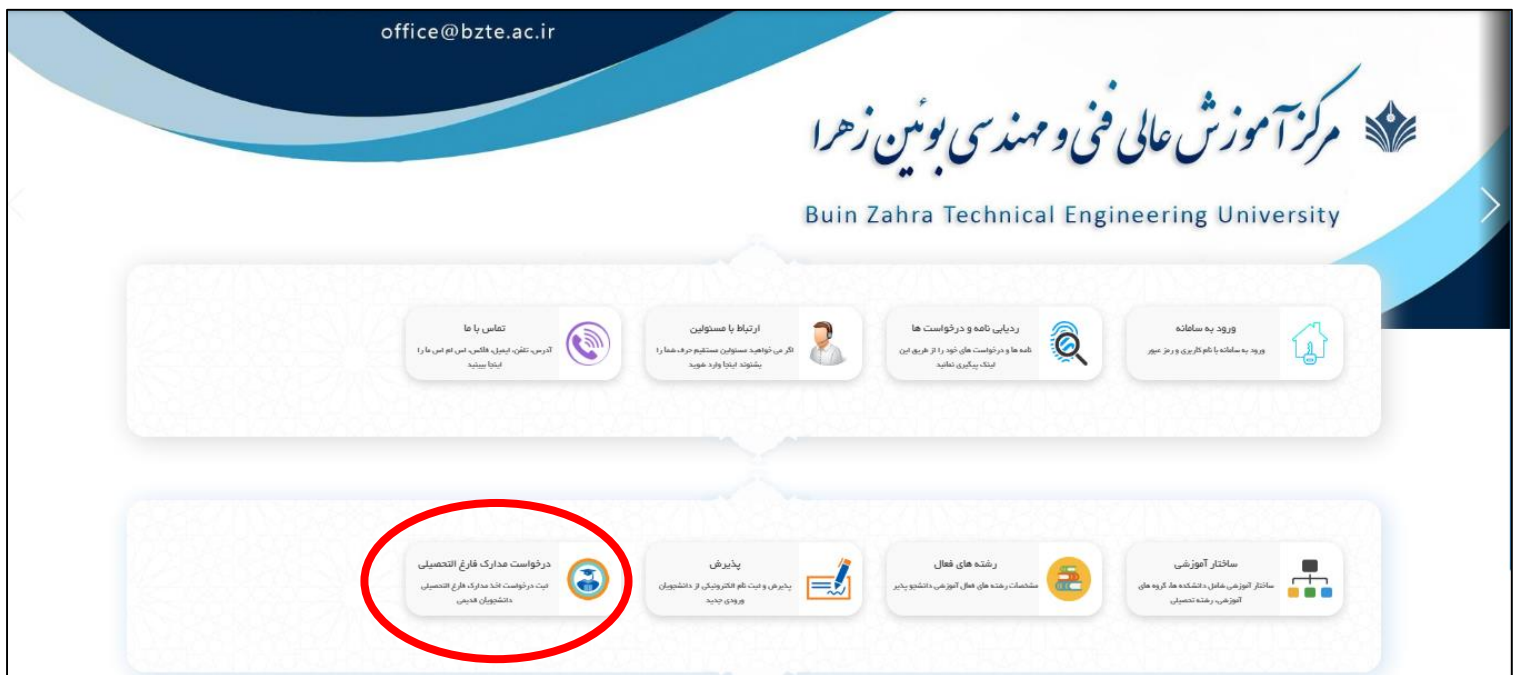 office@bzte.ac.ir
مرکز آموزش عالی فنی و مهندسی بوئین زهرا
Buin Zahra Technical Engineering University
ورود به سامانه
ورود به سامانه با نام کاربری و رمز عبور
ردیابی نامه و درخواست ها
نامه ها و درخواست های خود را از طریق این
لینک پیگیری نمائید
ارتباط با مسئولین
اگر می خواهید مسئولین مستقیم حرف شما را
بشنوند اینجا وارد شوید
تماس با ما
آدرس، تلفن، ایمیل، فاکس، اس ام اس ما را
اینجا ببینید
ساختار آموزشی
ساختار آموزشی شامل دانشکده ها، گروه های
آموزشی، رشته تحصیلی
رشته های فعال
مشخصات رشته های فعال آموزشی دانشجو پذیر
پذیرش
پذیرش و ثبت نام الکترونیکی از دانشجویان
ورودی جدید
درخواست مدارک فارغ التحصیلی
ثبت درخواست اخذ مدارک فارغ التحصیلی
دانشجویان قدیمی